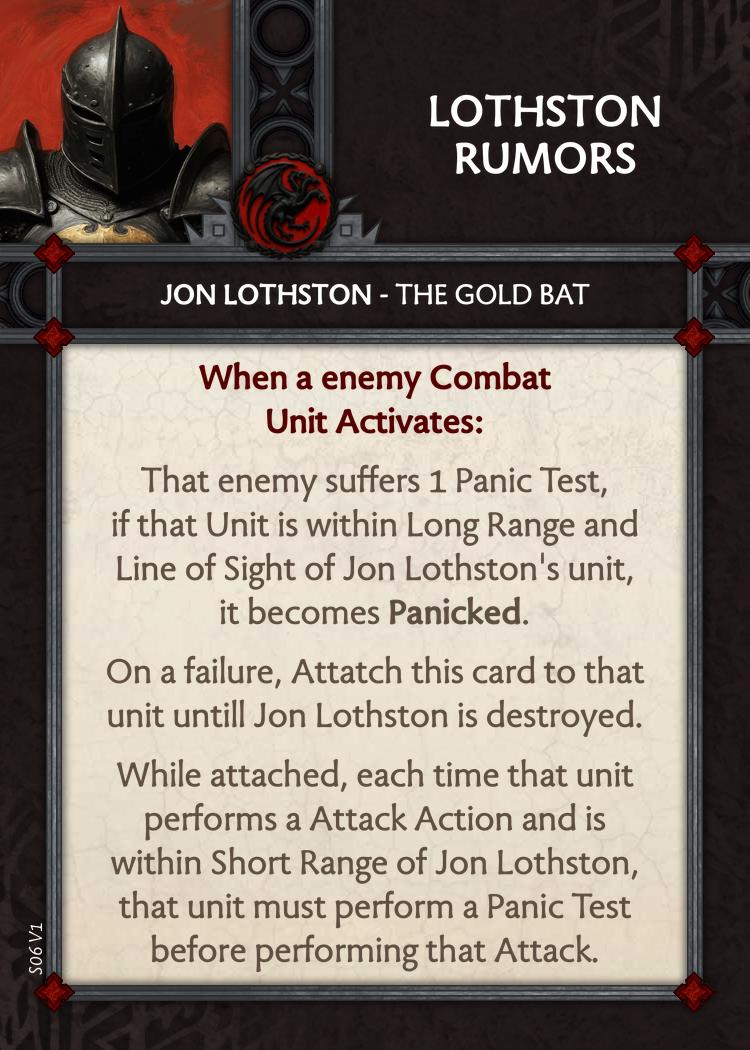 LOTHSTON
RUMORS
JON LOTHSTON - THE GOLD BAT
When a enemy Combat
Unit Activates:
That enemy suffers 1 Panic Test,
if that Unit is within Long Range and
Line of Sight of Jon Lothston's unit,
it becomes Panicked.
On a failure, Attatch this card to that
unit untill Jon Lothston is destroyed.
While attached, each time that unit
performs a Attack Action and is
within Short Range of Jon Lothston,
that unit must perform a Panic Test
before performing that Attack.
S06 V1